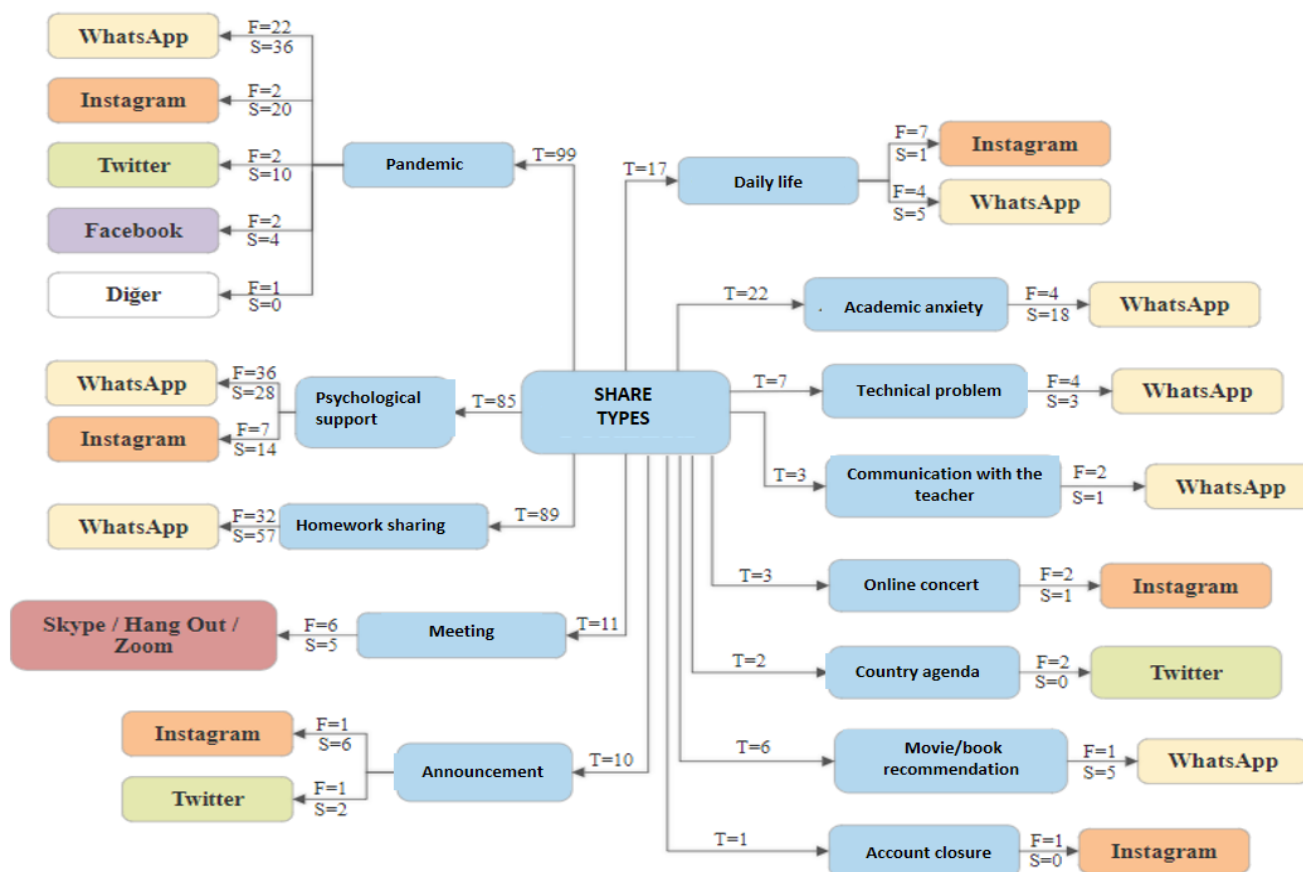 WhatsApp
F=22
S=36
Instagram
F=2
S=20
Twitter
F=2
S=10
Facebook
F=2
S=4
Diğer
F=1
S=0
Pandemic
T=99
WhatsApp
F=36
S=28
Instagram
F=7
S=14
Psychological
support
T=85
WhatsApp
F=32
S=57
Homework sharing
T=89
Skype / Hang Out /
Zoom
F=6
S=5
Meeting
T=11
Instagram
F=1
S=6
Twitter
F=1
S=2
Announcement
T=10
SHARE
TYPES
T=17
Daily life
F=7
S=1
Instagram
F=4
S=5
WhatsApp
T=22
Academic anxiety
F=4
S=18
WhatsApp
T=7
Technical problem
F=4
S=3
WhatsApp
T=3
Communication with the
teacher
F=2
S=1
WhatsApp
T=3
Online concert
F=2
S=1
Instagram
T=2
Country agenda
F=2
S=0
Twitter
T=6
Movie/book
recommendation
F=1
S=5
WhatsApp
T=1
Account closure
F=1
S=0
Instagram